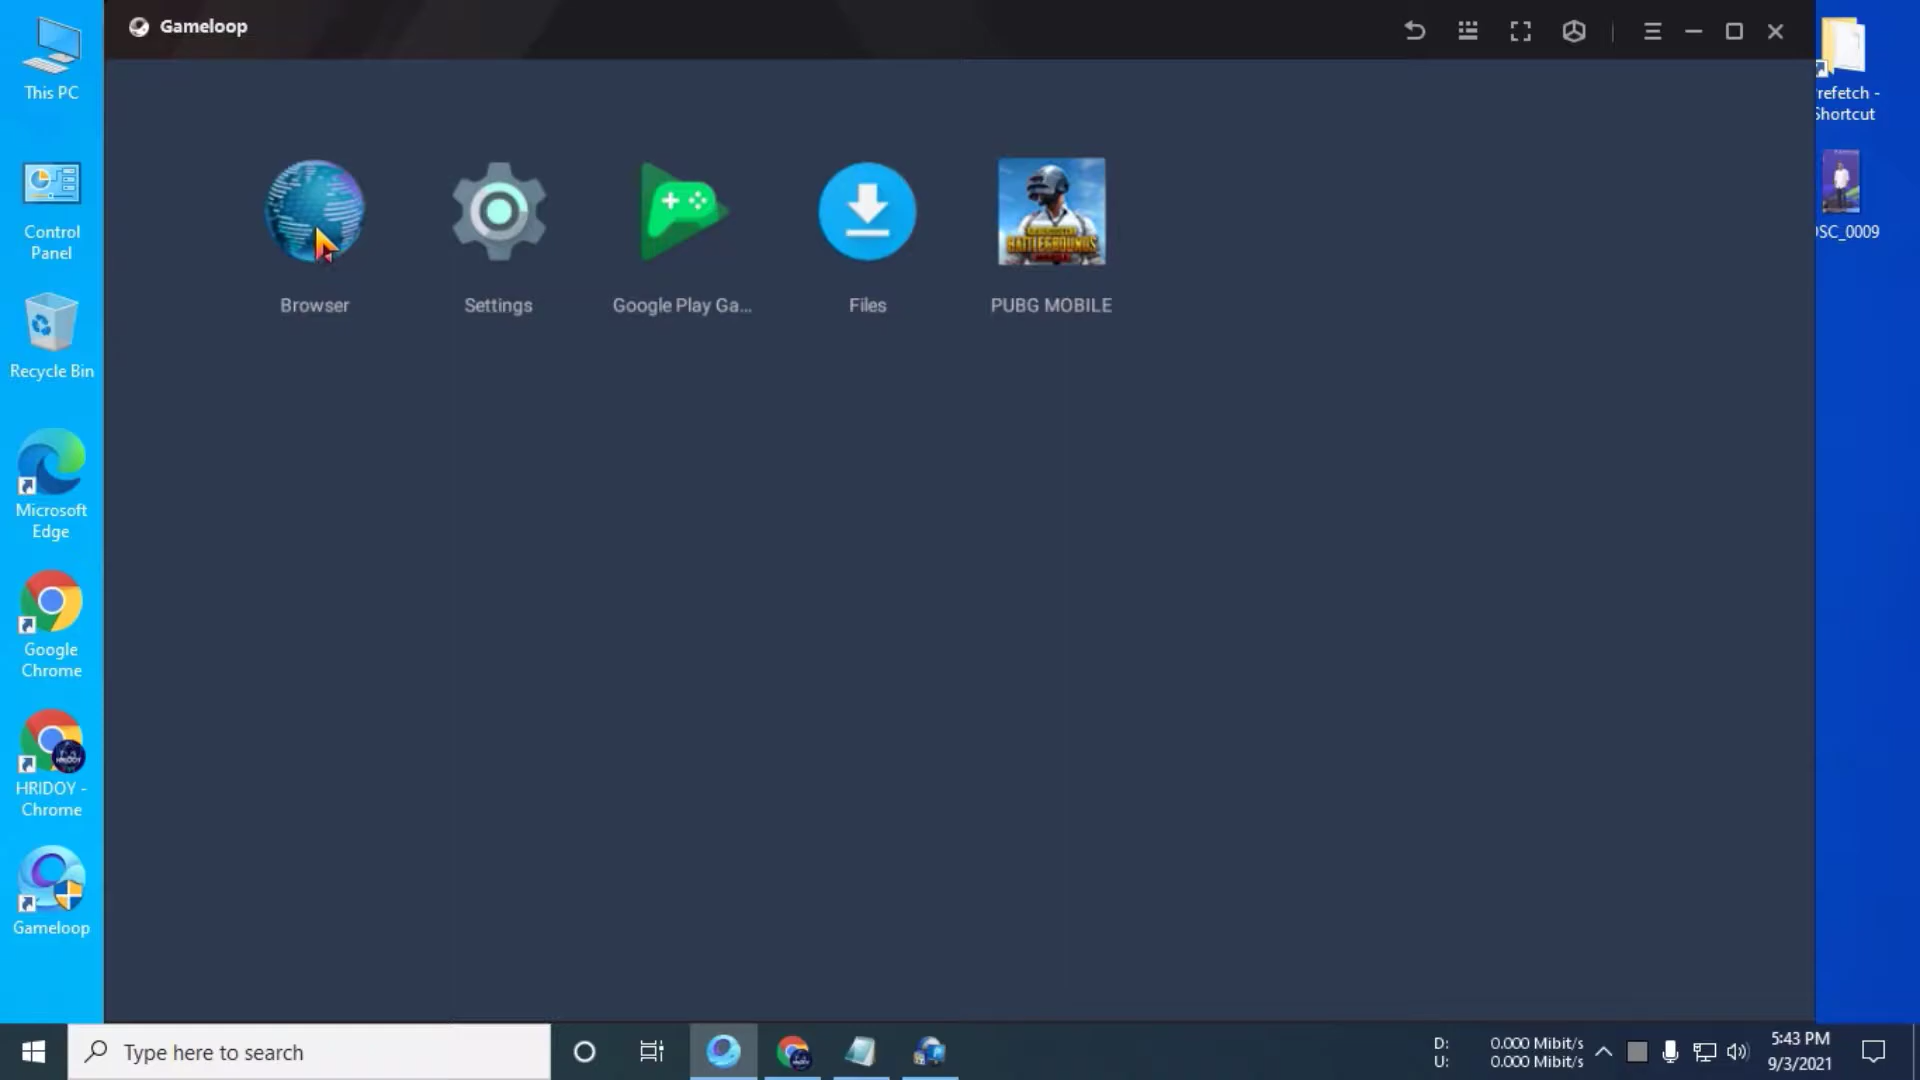 Gameloop
This PC
Control
Panel
Recycle Bin
Microsoft
Edge
Google
Chrome
HRIDOY -
Chrome
Gameloop
Browser
Settings
Google Play Ga...
Files
PUBG MOBILE
BATTLEGROUNDS
refetch -
Shortcut
SC_0009
Type here to search
D: 0.000 Mibit/s
U: 0.000 Mibit/s
5:43 PM
9/3/2021